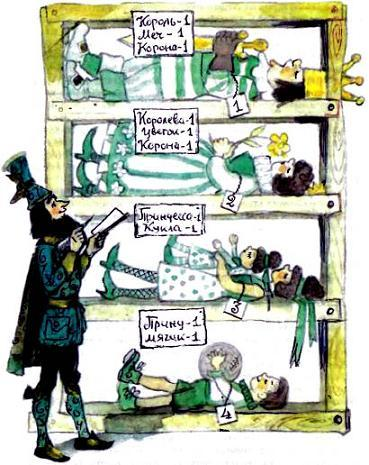 Король-1
Меч-1
Корона-1
1
Королева-1
Цветок-1
Корона-1
2
Принцесса-1
Кукла-1
3
Принц-1
Мячик-1
4